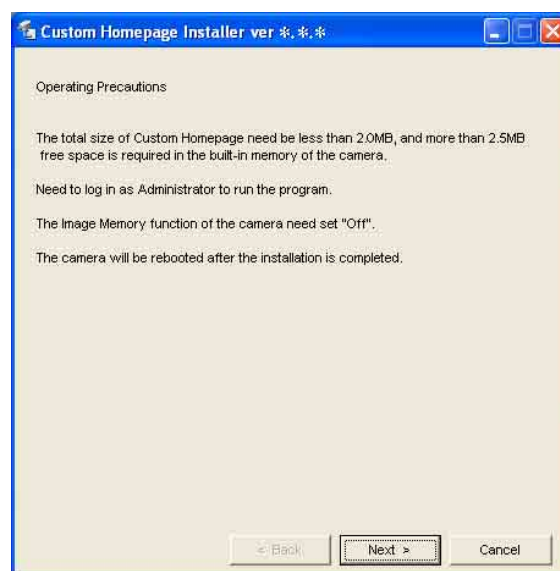 Custom Homepage Installer ver *.*.*
Operating Precautions
The total size of Custom Homepage need be less than 2.0MB, and more than 2.5MB
free space is required in the built-in memory of the camera.
Need to log in as Administrator to run the program.
The Image Memory function of the camera need set "Off".
The camera will be rebooted after the installation is completed.
< Back
Next >
Cancel